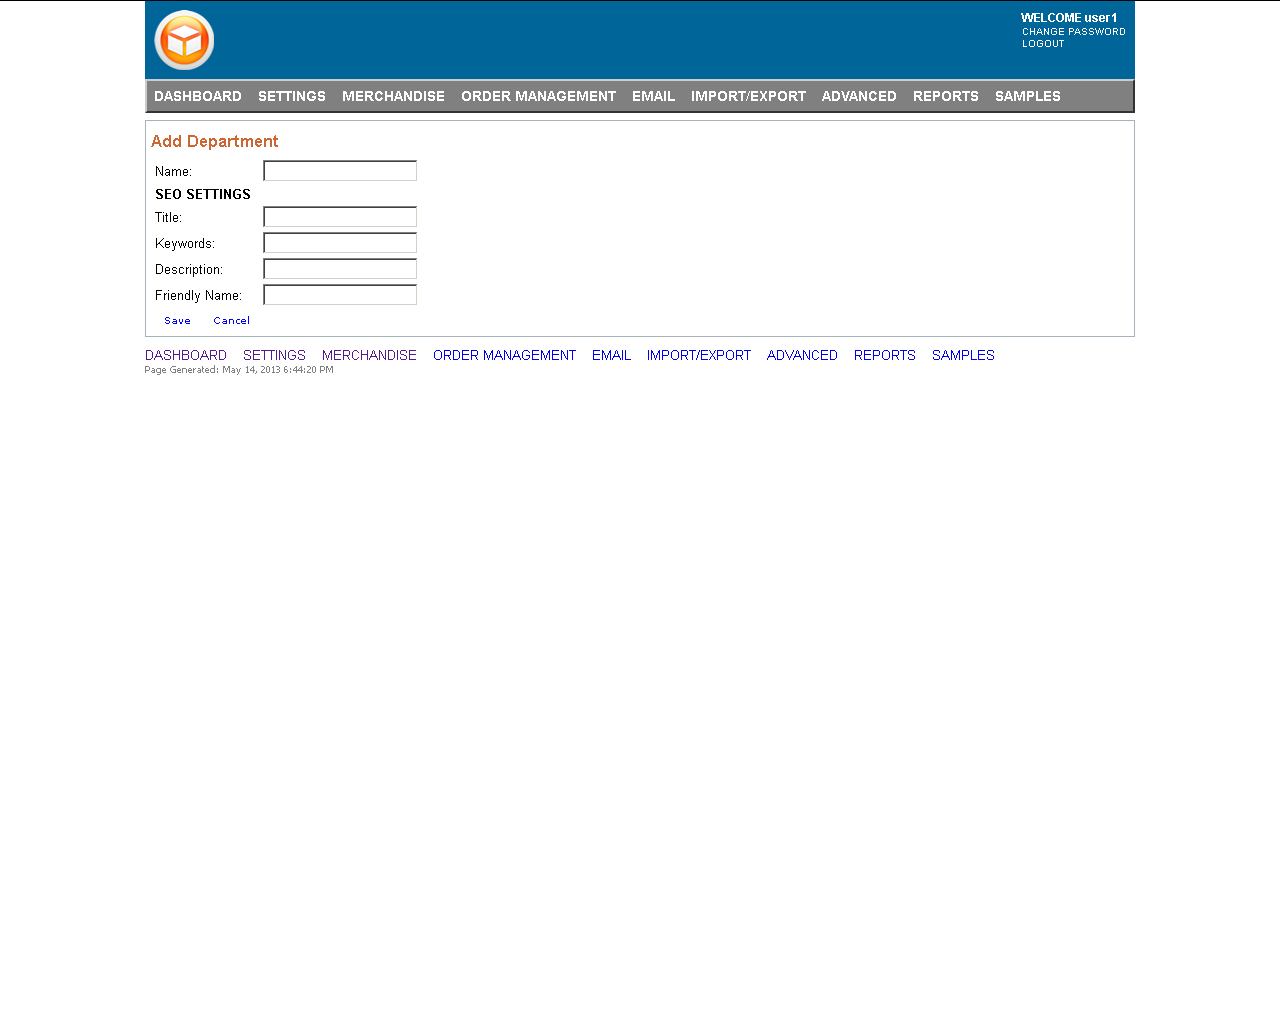 WELCOME user1
CHANGE PASSWORD
LOGOUT
DASHBOARD SETTINGS MERCHANDISE ORDER MANAGEMENT EMAIL IMPORT/EXPORT ADVANCED REPORTS SAMPLES
Add Department
Name:
SEO SETTINGS
Title:
Keywords:
Description:
Friendly Name:
Save Cancel
DASHBOARD SETTINGS MERCHANDISE ORDER MANAGEMENT EMAIL IMPORT/EXPORT ADVANCED REPORTS SAMPLES
Page Generated: May 14, 2013 6:44:20 PM